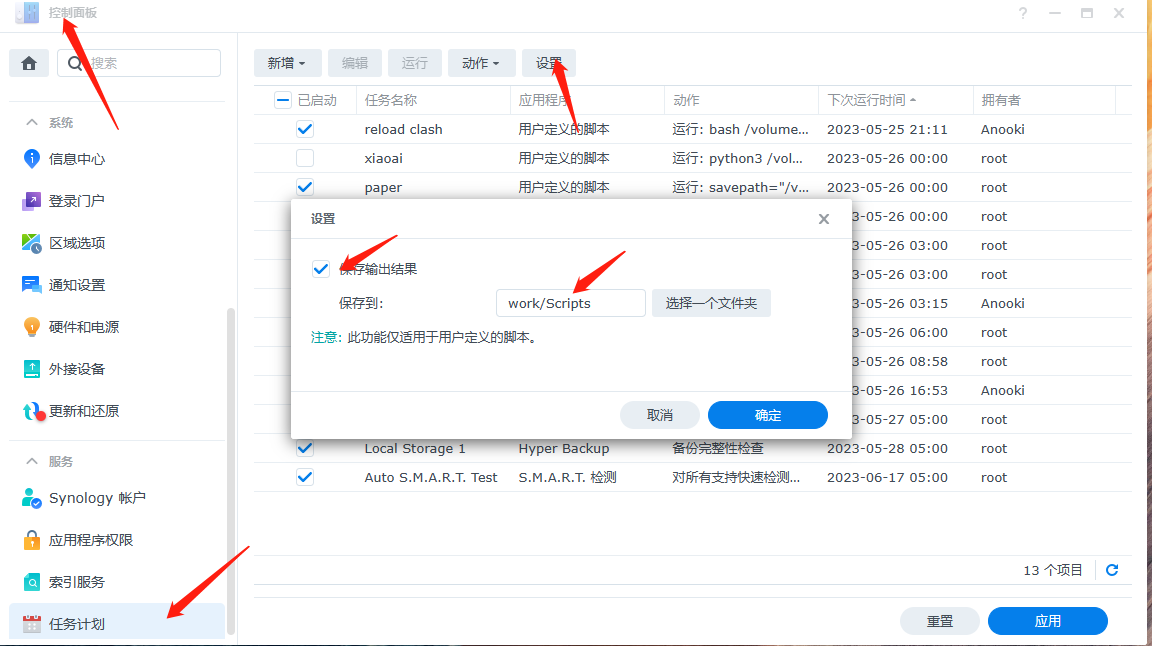 控制面板
搜索
系统
信息中心
登录门户
区域选项
通知设置
硬件和电源
外接设备
更新和还原
服务
Synology 帐户
应用程序权限
索引服务
任务计划
新增 编辑 运行 动作 设置
已启动 任务名称 应用程序 动作 下次运行时间 拥有者
reload clash 用户定义的脚本 运行: bash /volume... 2023-05-25 21:11 Anooki
xiaoai 用户定义的脚本 运行: python3 /vol... 2023-05-26 00:00 root
paper 用户定义的脚本 运行: savepath="/v... 2023-05-26 00:00 root
3-05-26 00:00 root
3-05-26 03:00 root
3-05-26 03:00 root
3-05-26 03:15 Anooki
3-05-26 06:00 root
3-05-26 08:58 root
3-05-26 16:53 Anooki
3-05-27 05:00 root
Local Storage 1 Hyper Backup 备份完整性检查 2023-05-28 05:00 root
Auto S.M.A.R.T. Test S.M.A.R.T. 检测 对所有支持快速检测... 2023-06-17 05:00 root
设置
保存输出结果
保存到: work/Scripts 选择一个文件夹
注意: 此功能仅适用于用户定义的脚本。
取消 确定
13 个项目
重置 应用